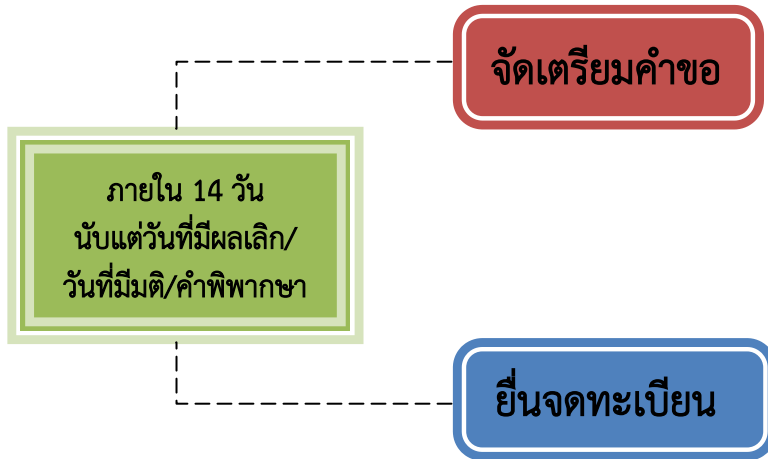 จัดเตรียมคำขอ
ภายใน 14 วัน
นับแต่วันที่มีผลเลิก/
วันที่มีมติ/คำพิพากษา
ยื่นจดทะเบียน